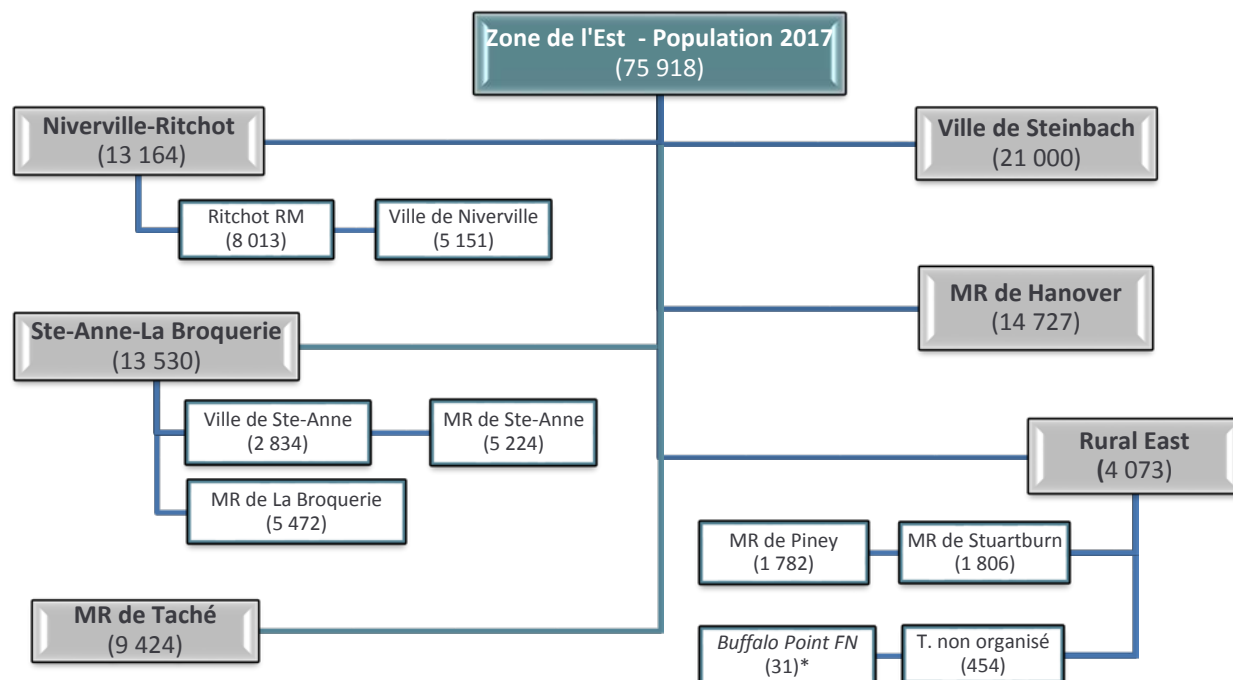 Zone de l'Est - Population 2017
(75 918)
Niverville-Ritchot
(13 164)
Ville de Steinbach
(21 000)
Ritchot RM
(8 013)
Ville de Niverville
(5 151)
MR de Hanover
(14 727)
Ste-Anne-La Broquerie
(13 530)
Ville de Ste-Anne
(2 834)
MR de Ste-Anne
(5 224)
Rural East
(4 073)
MR de La Broquerie
(5 472)
MR de Piney
(1 782)
MR de Stuartburn
(1 806)
MR de Taché
(9 424)
Buffalo Point FN
(31)*
T. non organisé
(454)